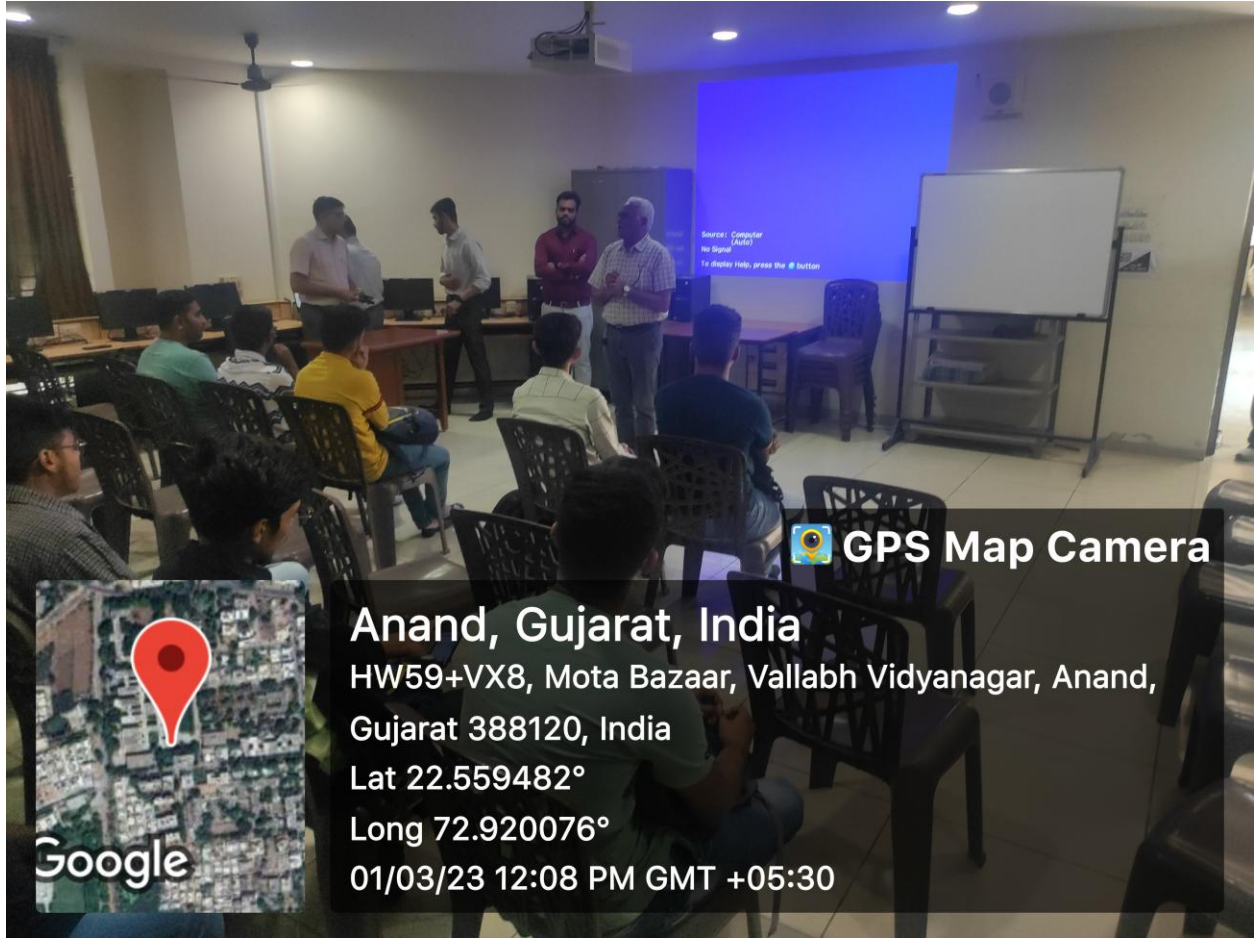 Source: Computer
(Auto)
No Signal
To display Help, press the button
GPS Map Camera
Anand, Gujarat, India
HW59+VX8, Mota Bazaar, Vallabh Vidyanagar, Anand,
Gujarat 388120, India
Lat 22.559482°
Long 72.920076°
01/03/23 12:08 PM GMT +05:30
Google